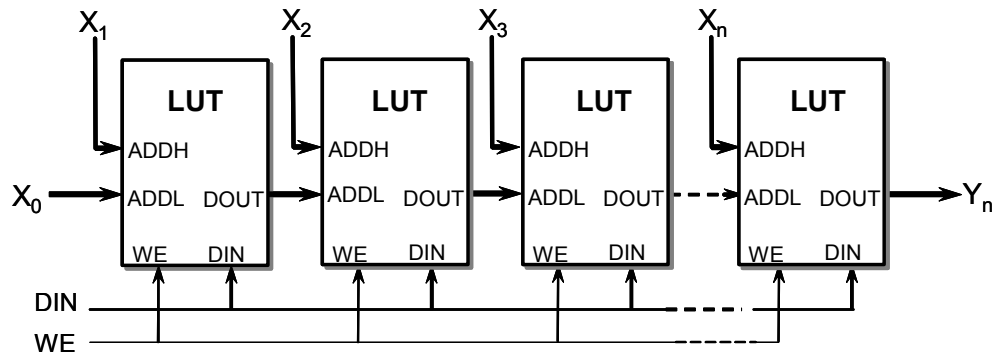 X1 X2 X3 Xn
LUT LUT LUT LUT
ADDH ADDH ADDH ADDH
X0 ADDL DOUT ADDL DOUT ADDL DOUT ADDL DOUT Yn
WE DIN WE DIN WE DIN WE DIN
DIN
WE